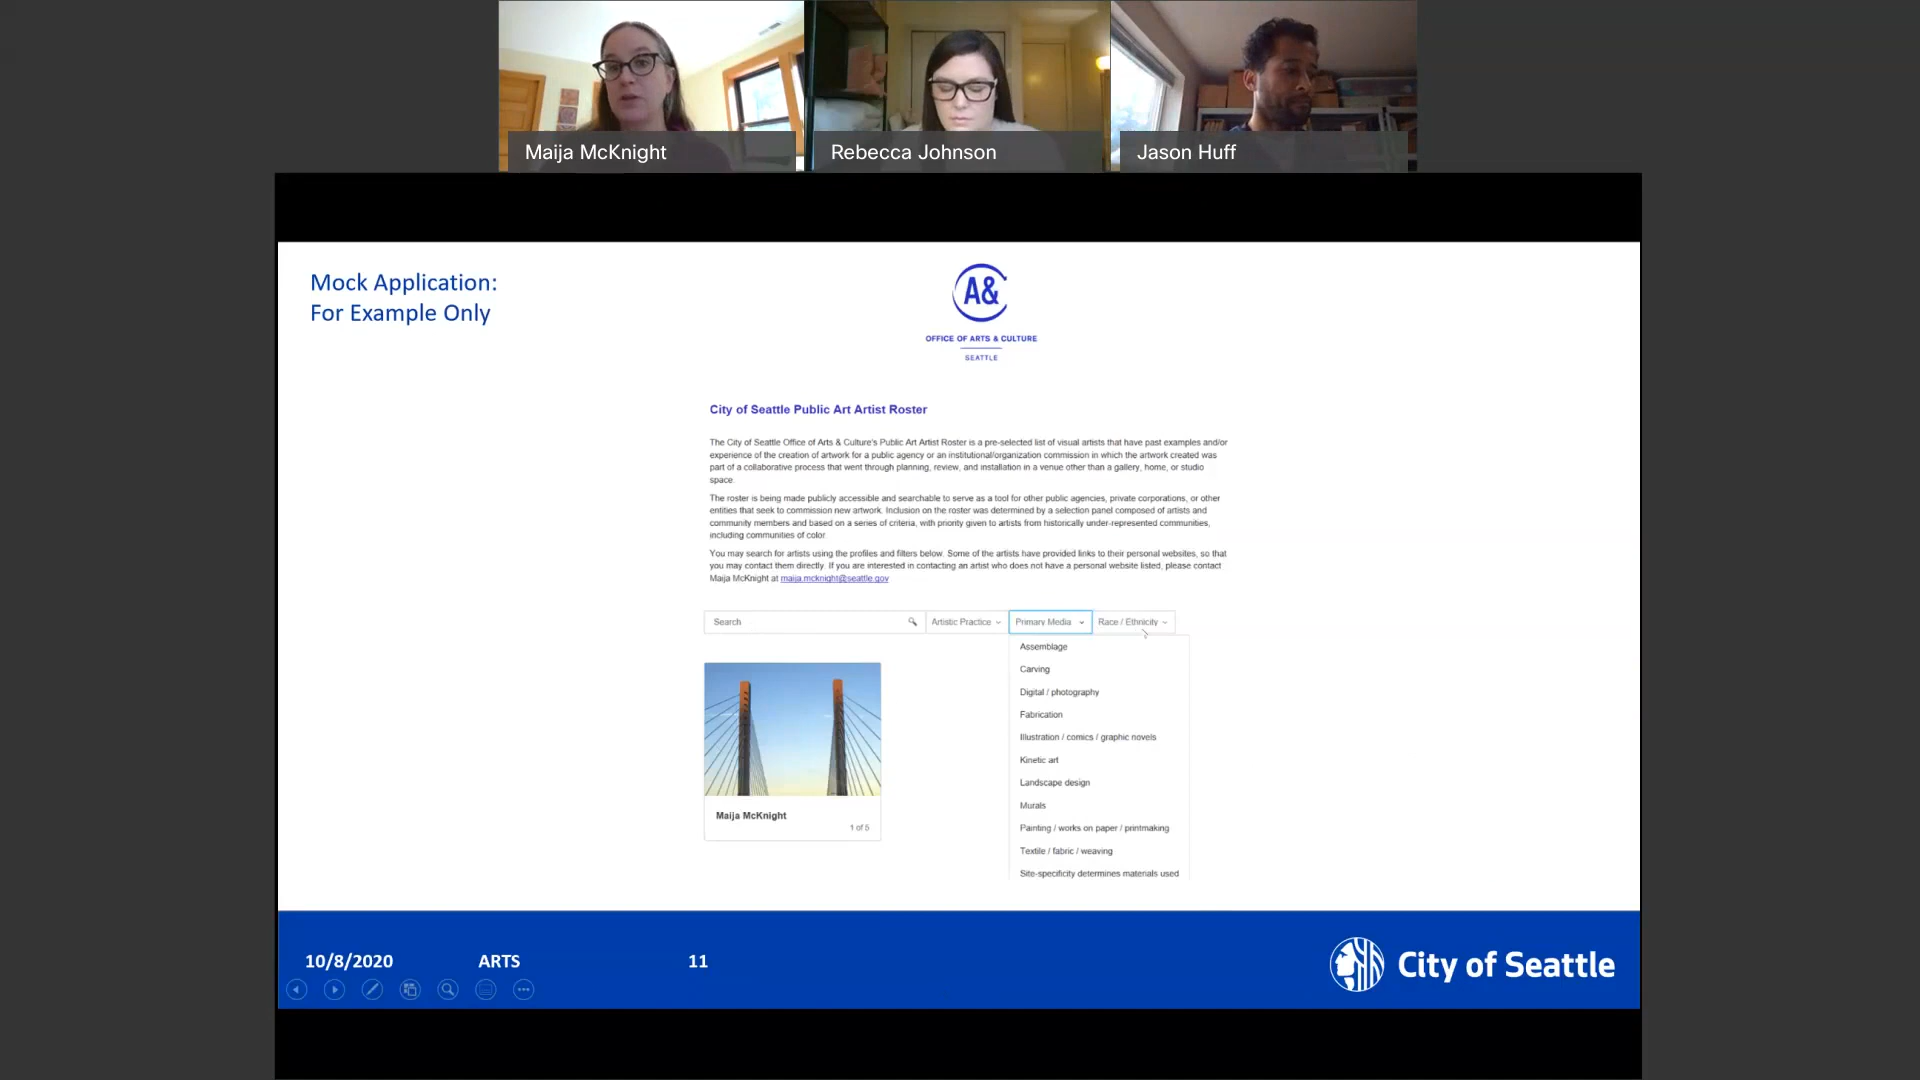 Maija McKnight
Rebecca Johnson
Jason Huff
Mock Application:
For Example Only
A&
OFFICE OF ARTS & CULTURE
SEATTLE
City of Seattle Public Art Artist Roster
The City of Seattle Office of Arts & Culture's Public Art Artist Roster is a pre-selected list of visual artists that have past examples and/or
experience of the creation of artwork for a public agency or an institutional/organization commission in which the artwork created was
part of a collaborative process that went through planning, review, and installation in a venue other than a gallery, home, or studio
space.
The roster is being made publicly accessible and searchable to serve as a tool for other public agencies, private corporations, or other
entities that seek to commission new artwork. Inclusion on the roster was determined by a selection panel composed of artists and
community members and based on a series of criteria, with priority given to artists from historically under-represented communities,
including communities of color.
You may search for artists using the profiles and filters below. Some of the artists have provided links to their personal websites, so that
you may contact them directly. If you are interested in contacting an artist who does not have a personal website listed, please contact
Maija McKnight at maija.mcknight@seattle.gov
Search Artistic Practice Primary Media Race / Ethnicity
Assemblage
Carving
Digital / photography
Fabrication
Illustration / comics / graphic novels
Kinetic art
Landscape design
Murals
Painting / works on paper / printmaking
Textile / fabric / weaving
Site-specificity determines materials used
Maija McKnight
1 of 5
10/8/2020 ARTS 11
City of Seattle